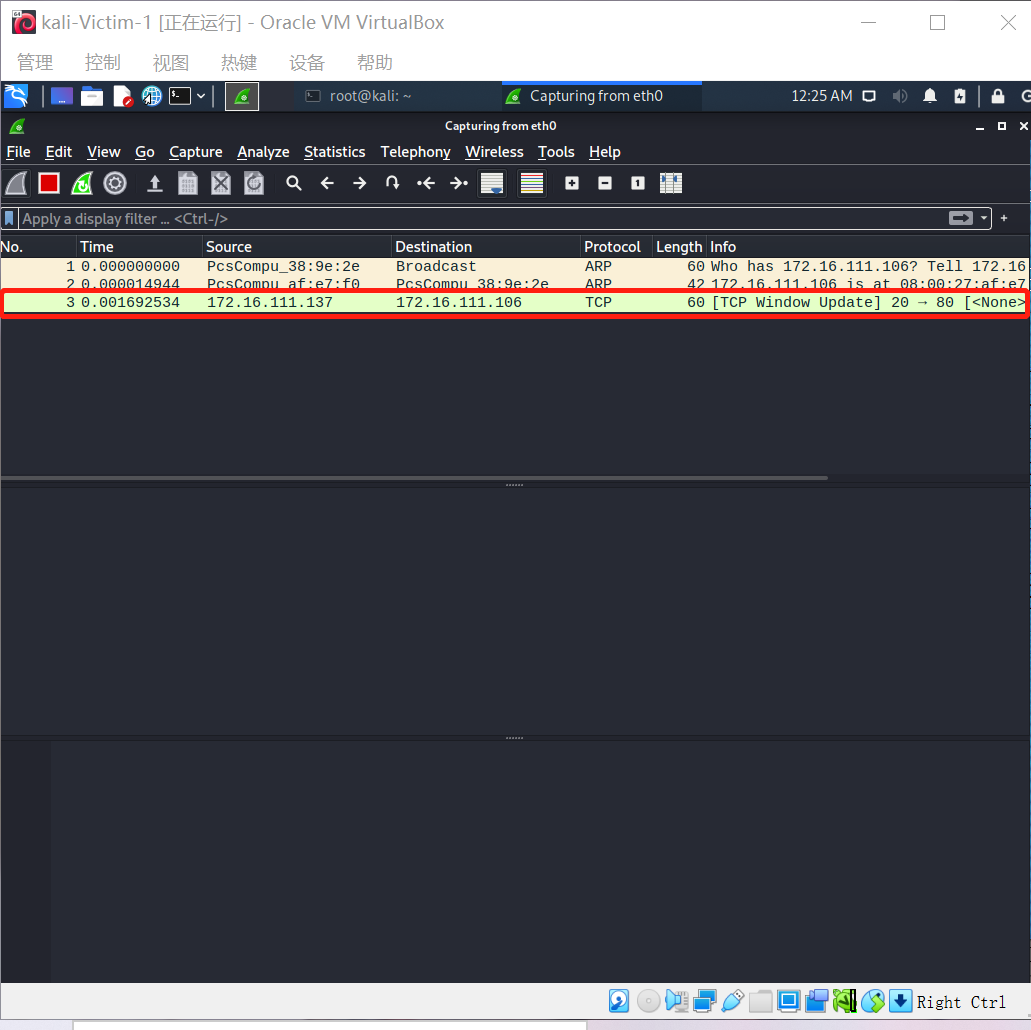 kali-Victim-1 [正在运行] - Oracle VM VirtualBox
管理 控制 视图 热键 设备 帮助
root@kali: ~ Capturing from eth0 12:25 AM
Capturing from eth0
File Edit View Go Capture Analyze Statistics Telephony Wireless Tools Help
Apply a display filter … <Ctrl-/> +
No. Time Source Destination Protocol Length Info
1 0.000000000 PcsCompu_38:9e:2e Broadcast ARP 60 Who has 172.16.111.106? Tell 172.16
2 0.000014944 PcsCompu_af:e7:f0 PcsCompu_38:9e:2e ARP 42 172.16.111.106 is at 08:00:27:af:e7
3 0.001692534 172.16.111.137 172.16.111.106 TCP 60 [TCP Window Update] 20 → 80 [<None>
Right Ctrl